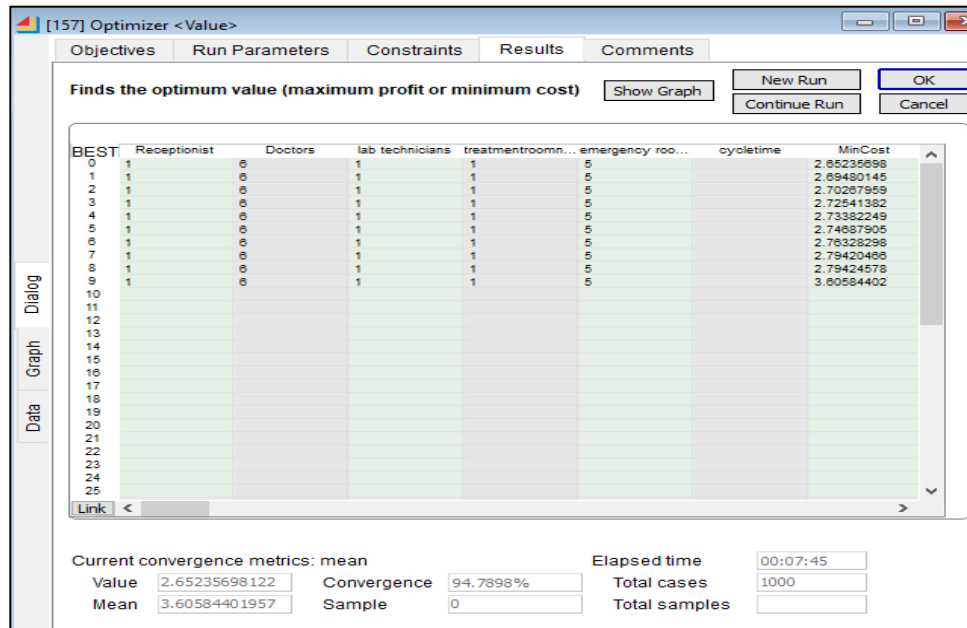 [157] Optimizer <Value>
Objectives Run Parameters Constraints Results Comments
Finds the optimum value (maximum profit or minimum cost) Show Graph New Run OK
Continue Run Cancel
BEST Receptionist Doctors lab technicians treatmentroomn... emergency roo... cycletime MinCost
0 1 6 1 1 5 2.65235698
1 1 6 1 1 5 2.69480145
2 1 6 1 1 5 2.70267959
3 1 6 1 1 5 2.72541382
4 1 6 1 1 5 2.73382249
5 1 6 1 1 5 2.74687905
6 1 6 1 1 5 2.76328298
7 1 6 1 1 5 2.79420466
8 1 6 1 1 5 2.79424578
9 1 6 1 1 5 3.60584402
10
11
12
13
14
15
16
17
18
19
20
21
22
23
24
25
Link
Dialog
Graph
Data
Current convergence metrics: mean Elapsed time 00:07:45
Value 2.65235698122 Convergence 94.7898% Total cases 1000
Mean 3.60584401957 Sample 0 Total samples